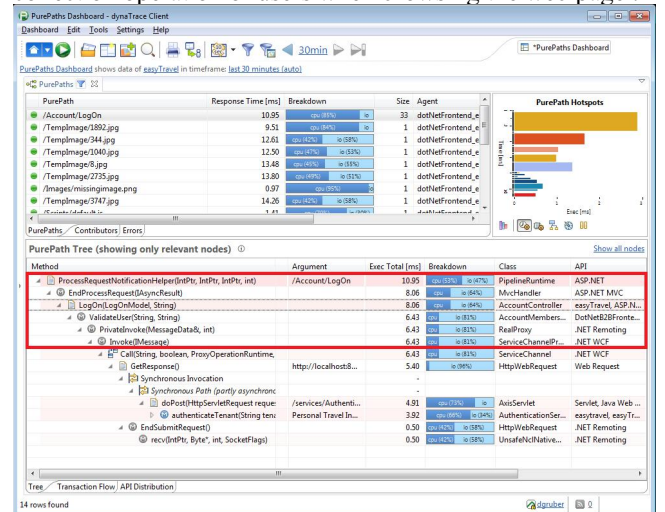 PurePaths Dashboard - dynaTrace Client
Dashboard Edit Tools Settings Help
30min
*PurePaths Dashboard
PurePaths Dashboard shows data of easyTravel in timeframe: last 30 minutes (auto)
PurePaths
PurePath Response Time [ms] Breakdown Size Agent
/Account/LogOn 10.95 cpu (85%) io 33 dotNetFrontend_e
/TempImage/1892.jpg 9.51 cpu (84%) io 1 dotNetFrontend_e
/TempImage/344.jpg 12.61 cpu (42%) io (58%) 1 dotNetFrontend_e
/TempImage/1040.jpg 12.50 cpu (47%) io (53%) 1 dotNetFrontend_e
/TempImage/8.jpg 13.48 cpu (45%) io (55%) 1 dotNetFrontend_e
/TempImage/2735.jpg 13.80 cpu (49%) io (51%) 1 dotNetFrontend_e
/Images/missingimage.png 0.97 cpu (95%) 1 dotNetFrontend_e
/TempImage/3747.jpg 14.26 cpu (42%) io (58%) 1 dotNetFrontend_e
PurePath Hotspots
Time [ms]
Exec [ms]
PurePaths Contributors Errors
PurePath Tree (showing only relevant nodes) Show all nodes
Method Argument Exec Total [ms] Breakdown Class API
ProcessRequestNotificationHelper(IntPtr, IntPtr, IntPtr, int) /Account/LogOn 10.95 cpu (53%) io (47%) PipelineRuntime ASP.NET
EndProcessRequest(IAsyncResult) 8.06 cpu io (64%) MvcHandler ASP.NET MVC
LogOn(LogOnModel, String) 8.06 cpu io (64%) AccountController easyTravel, ASP.N...
ValidateUser(String, String) 6.43 cpu io (81%) AccountMembers... DotNetB2BFronte...
PrivateInvoke(MessageData&, int) 6.43 cpu io (81%) RealProxy .NET Remoting
Invoke(IMessage) 6.43 cpu io (81%) ServiceChannelPr... .NET WCF
Call(String, boolean, ProxyOperationRuntime, 6.43 cpu io (81%) ServiceChannel .NET WCF
GetResponse() http://localhost:8... 5.40 io (96%) HttpWebRequest Web Request
Synchronous Invocation -
Synchronous Path (partly asynchronc -
doPost(HttpServletRequest reques /services/Authenti... 4.91 cpu (73%) io AxisServlet Servlet, Java Web ...
authenticateTenant(String tena Personal Travel In... 3.92 cpu (66%) io (34%) AuthenticationSer... easytravel, easyTr...
EndSubmitRequest() 0.50 cpu (42%) io (58%) HttpWebRequest .NET Remoting
recv(IntPtr, Byte*, int, SocketFlags) 0.50 cpu (42%) io (58%) UnsafeNclNative... .NET Remoting
Tree Transaction Flow API Distribution
14 rows found dgruber 0